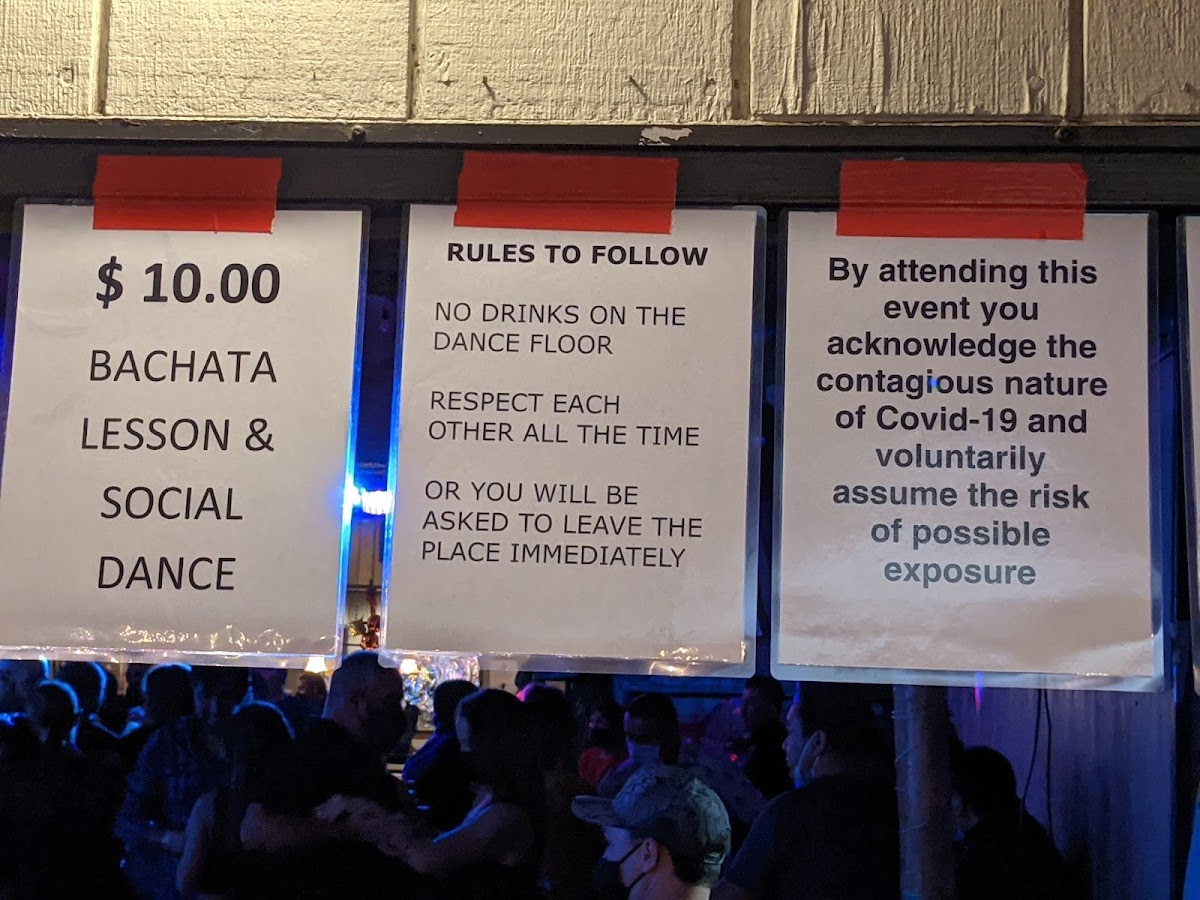 $ 10.00
BACHATA
LESSON &
SOCIAL
DANCE
RULES TO FOLLOW
NO DRINKS ON THE
DANCE FLOOR
RESPECT EACH
OTHER ALL THE TIME
OR YOU WILL BE
ASKED TO LEAVE THE
PLACE IMMEDIATELY
By attending this
event you
acknowledge the
contagious nature
of Covid-19 and
voluntarily
assume the risk
of possible
exposure